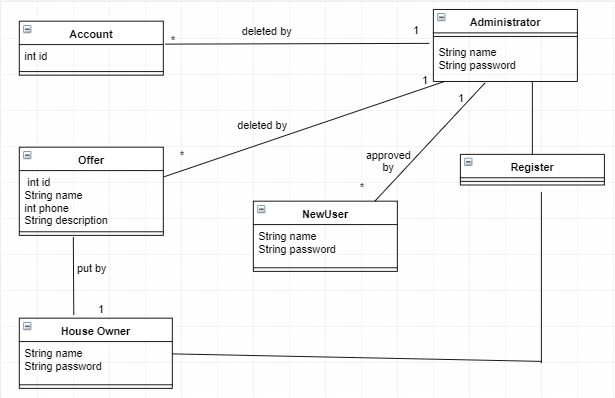 Account
int id
deleted by
*
1
Administrator
String name
String password
1
1
deleted by
*
approved
by
*
Offer
int id
String name
int phone
String description
Register
NewUser
String name
String password
put by
1
House Owner
String name
String password